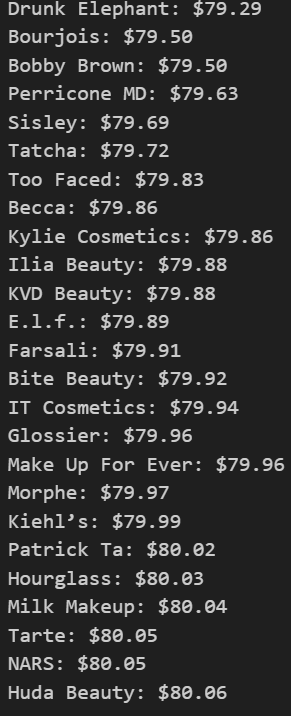 Drunk Elephant: $79.29
Bourjois: $79.50
Bobby Brown: $79.50
Perricone MD: $79.63
Sisley: $79.69
Tatcha: $79.72
Too Faced: $79.83
Becca: $79.86
Kylie Cosmetics: $79.86
Ilia Beauty: $79.88
KVD Beauty: $79.88
E.l.f.: $79.89
Farsali: $79.91
Bite Beauty: $79.92
IT Cosmetics: $79.94
Glossier: $79.96
Make Up For Ever: $79.96
Morphe: $79.97
Kiehl’s: $79.99
Patrick Ta: $80.02
Hourglass: $80.03
Milk Makeup: $80.04
Tarte: $80.05
NARS: $80.05
Huda Beauty: $80.06